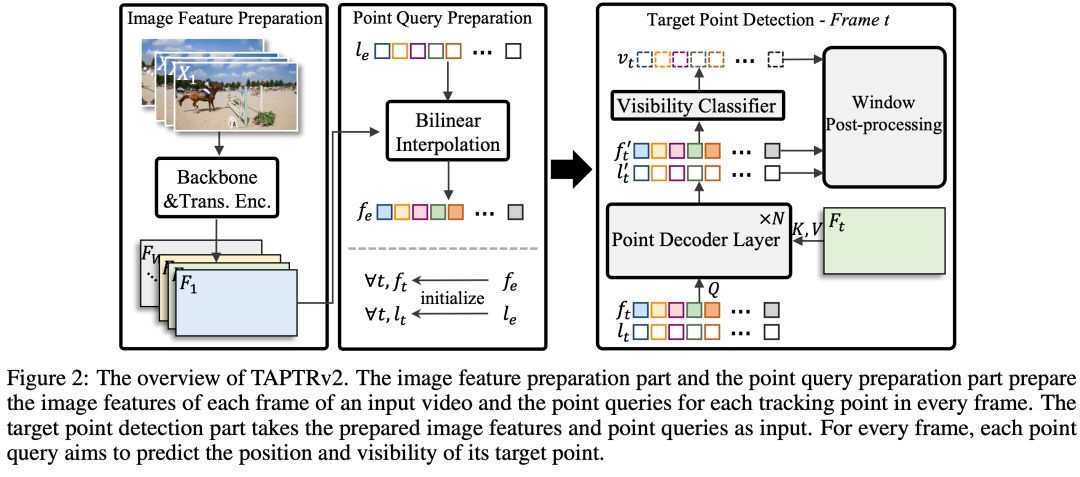 Image Feature Preparation
X
X
X₁
Backbone
&Trans. Enc.
F_V
F
F
F₁
Point Query Preparation
l_e ...
Bilinear
Interpolation
f_e ...
∀t, f_t initialize f_e
∀t, l_t l_e
Target Point Detection - Frame t
v_t ...
Visibility Classifier
Window
Post-processing
f′_t ...
l′_t ...
×N
Point Decoder Layer
K, V
F_t
Q
f_t ...
l_t ...
Figure 2: The overview of TAPTRv2. The image feature preparation part and the point query preparation part prepare
the image features of each frame of an input video and the point queries for each tracking point in every frame. The
target point detection part takes the prepared image features and point queries as input. For every frame, each point
query aims to predict the position and visibility of its target point.